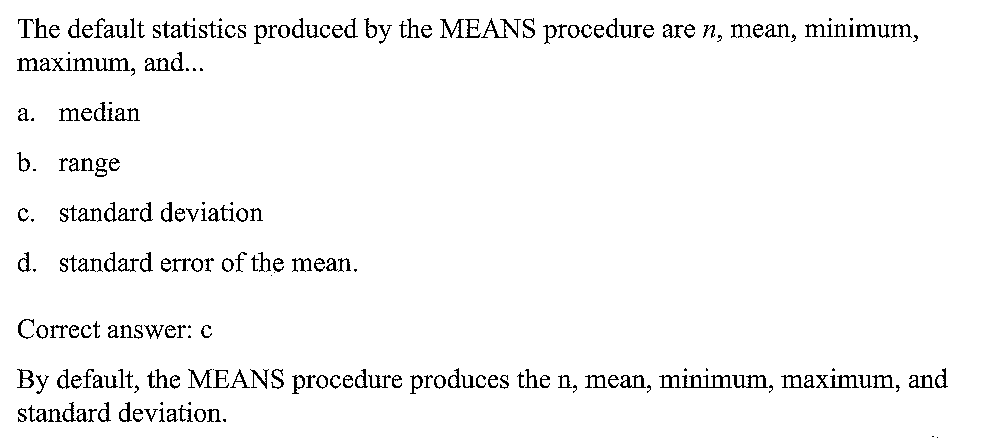 The default statistics produced by the MEANS procedure are n, mean, minimum,
maximum, and...
a. median
b. range
c. standard deviation
d. standard error of the mean.
Correct answer: c
By default, the MEANS procedure produces the n, mean, minimum, maximum, and
standard deviation.